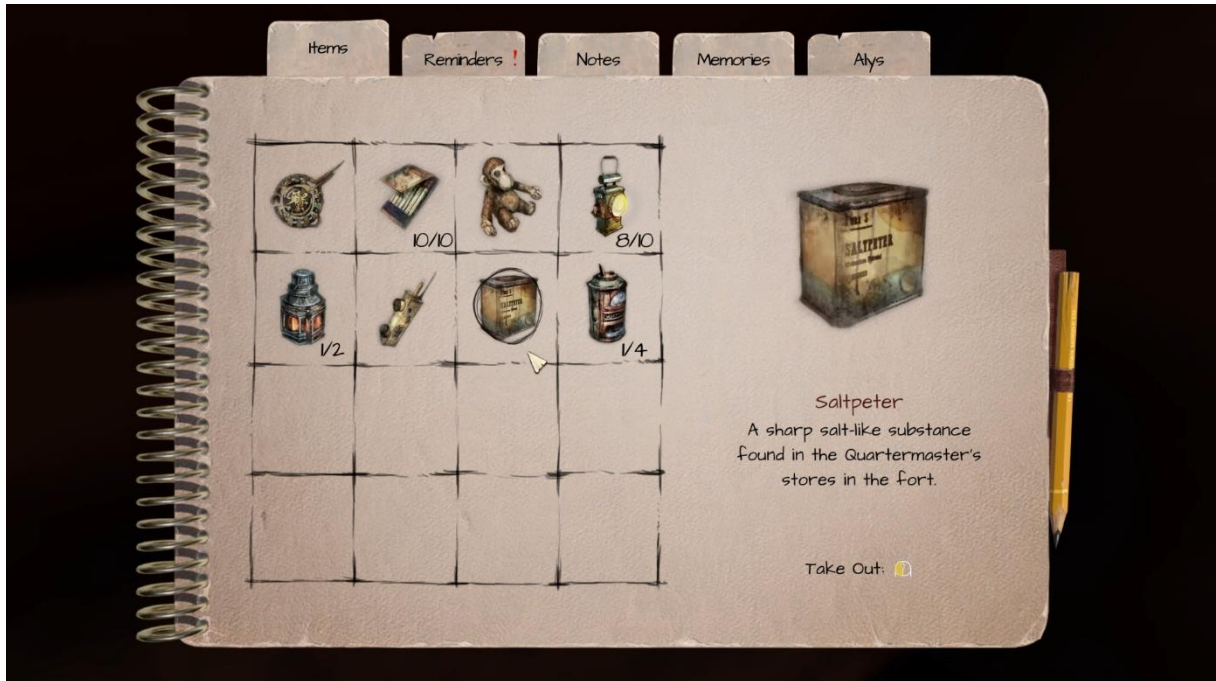 Items
Reminders !
Notes
Memories
Alys
10/10
8/10
1/2
1/4
SALTPETER
Saltpeter
A sharp salt-like substance
found in the Quartermaster's
stores in the fort.
Take Out: